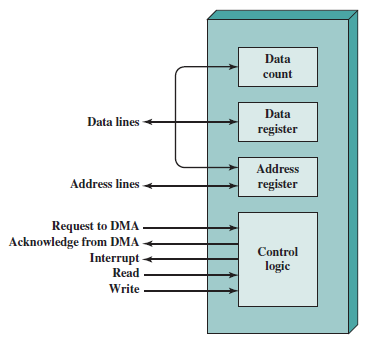 Data
count
Data lines
Data
register
Address lines
Address
register
Request to DMA
Acknowledge from DMA
Interrupt
Read
Write
Control
logic